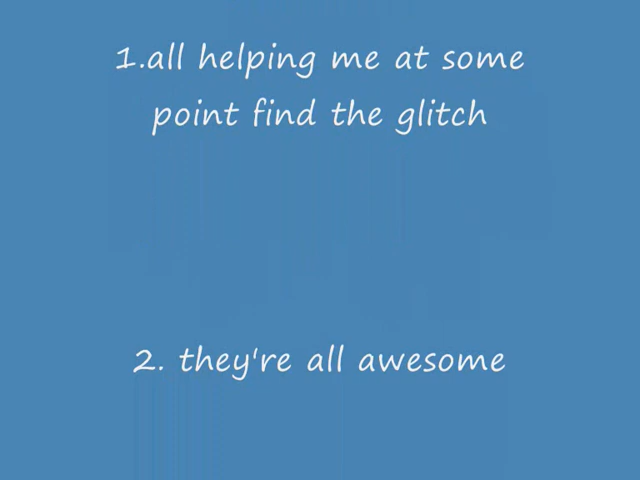 1.all helping me at some
point find the glitch
2. they're all awesome